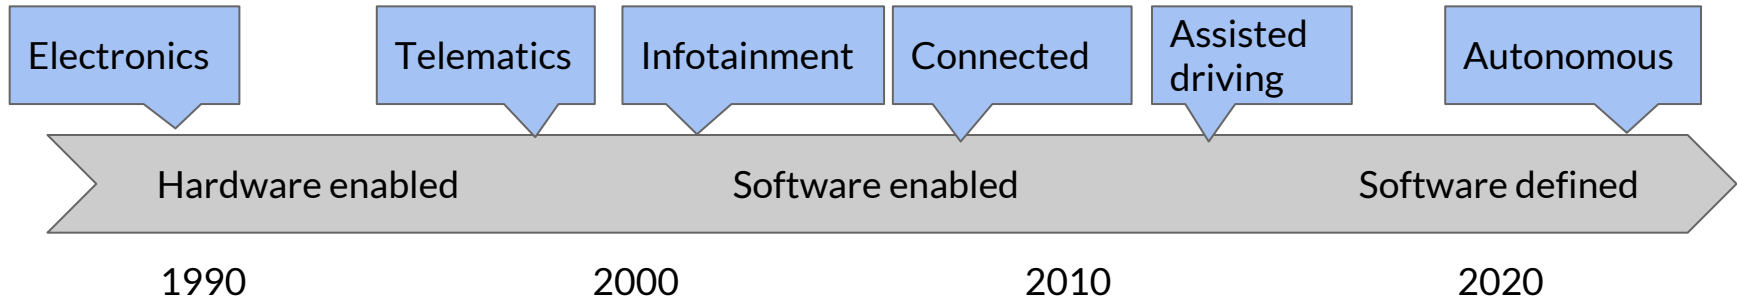 Electronics
Telematics
Infotainment
Connected
Assisted
driving
Autonomous
Hardware enabled
Software enabled
Software defined
1990
2000
2010
2020